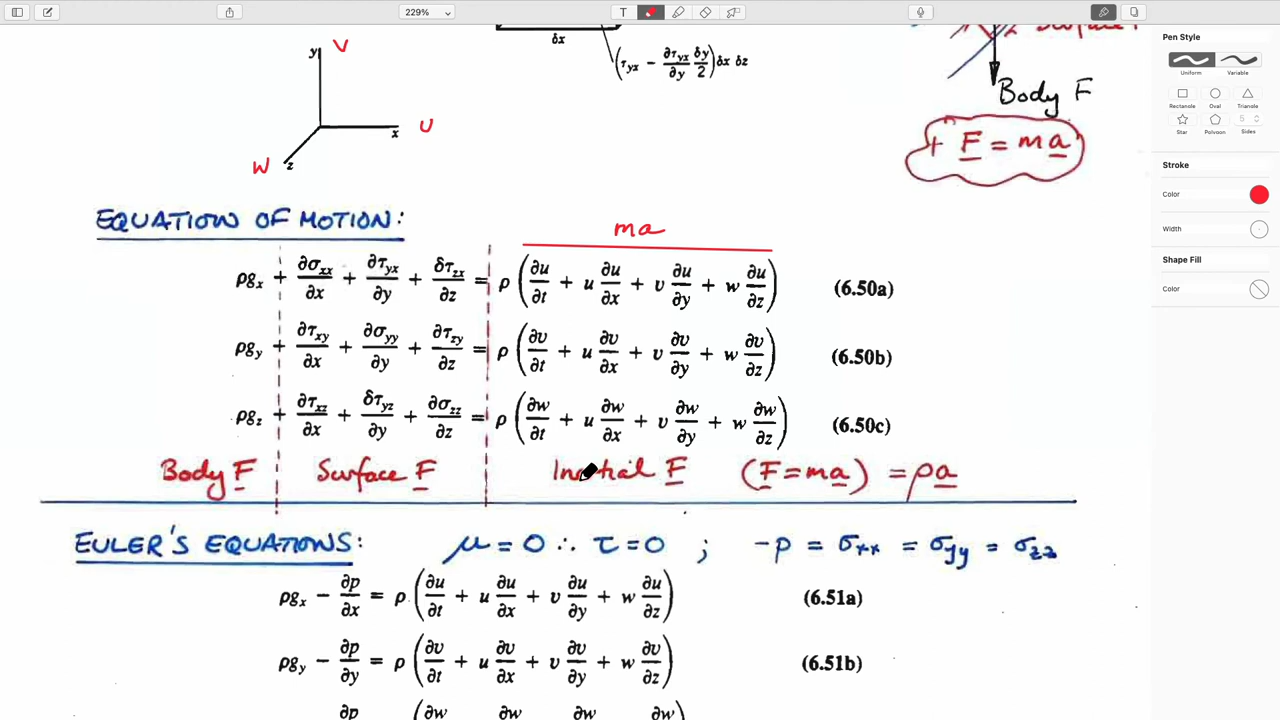 229%
T
y V
x U
W z
δx
(τyx − ∂τyx/∂y δy/2) δx δz
Body F
+ F = ma
EQUATION OF MOTION:
ma
ρgx + ∂σxx/∂x + ∂τyx/∂y + δτzx/∂z = ρ (∂u/∂t + u ∂u/∂x + υ ∂u/∂y + w ∂u/∂z) (6.50a)
ρgy + ∂τxy/∂x + ∂σyy/∂y + ∂τzy/∂z = ρ (∂υ/∂t + u ∂υ/∂x + υ ∂υ/∂y + w ∂υ/∂z) (6.50b)
ρgz + ∂τxz/∂x + δτyz/∂y + ∂σzz/∂z = ρ (∂w/∂t + u ∂w/∂x + υ ∂w/∂y + w ∂w/∂z) (6.50c)
Body F Surface F Inertial F (F = ma) = ρa
EULER'S EQUATIONS: μ = 0 ∴ τ = 0 ; -p = σxx = σyy = σzz
ρgx − ∂p/∂x = ρ (∂u/∂t + u ∂u/∂x + υ ∂u/∂y + w ∂u/∂z) (6.51a)
ρgy − ∂p/∂y = ρ (∂υ/∂t + u ∂υ/∂x + υ ∂υ/∂y + w ∂υ/∂z) (6.51b)
∂p ∂w ∂w ∂w ∂w
Pen Style
Uniform Variable
Rectangle Oval Triangle
5
Star Polygon Sides
Stroke
Color
Width
Shape Fill
Color